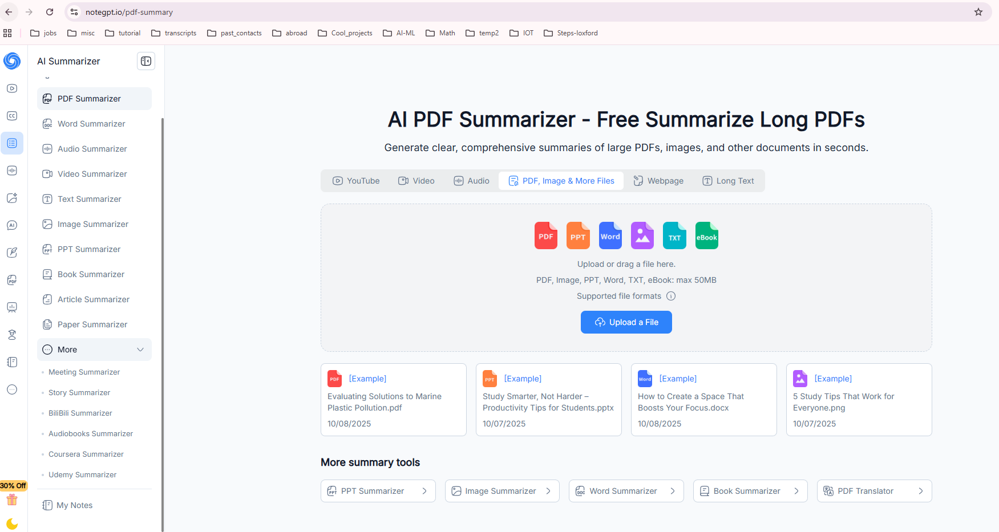 notegpt.io/pdf-summary
jobs
misc
tutorial
transcripts
past_contacts
abroad
Cool_projects
AI-ML
Math
temp2
IOT
Steps-loxford
AI Summarizer
PDF Summarizer
Word Summarizer
Audio Summarizer
Video Summarizer
Text Summarizer
Image Summarizer
PPT Summarizer
Book Summarizer
Article Summarizer
Paper Summarizer
More
Meeting Summarizer
Story Summarizer
BiliBili Summarizer
Audiobooks Summarizer
Coursera Summarizer
Udemy Summarizer
My Notes
30% Off
AI PDF Summarizer - Free Summarize Long PDFs
Generate clear, comprehensive summaries of large PDFs, images, and other documents in seconds.
YouTube
Video
Audio
PDF, Image & More Files
Webpage
Long Text
PDF
PPT
Word
TXT
eBook
Upload or drag a file here.
PDF, Image, PPT, Word, TXT, eBook: max 50MB
Supported file formats
Upload a File
PDF
[Example]
Evaluating Solutions to Marine
Plastic Pollution.pdf
10/08/2025
PPT
[Example]
Study Smarter, Not Harder –
Productivity Tips for Students.pptx
10/07/2025
Word
[Example]
How to Create a Space That
Boosts Your Focus.docx
10/08/2025
[Example]
5 Study Tips That Work for
Everyone.png
10/07/2025
More summary tools
PPT Summarizer
Image Summarizer
Word Summarizer
Book Summarizer
PDF Translator